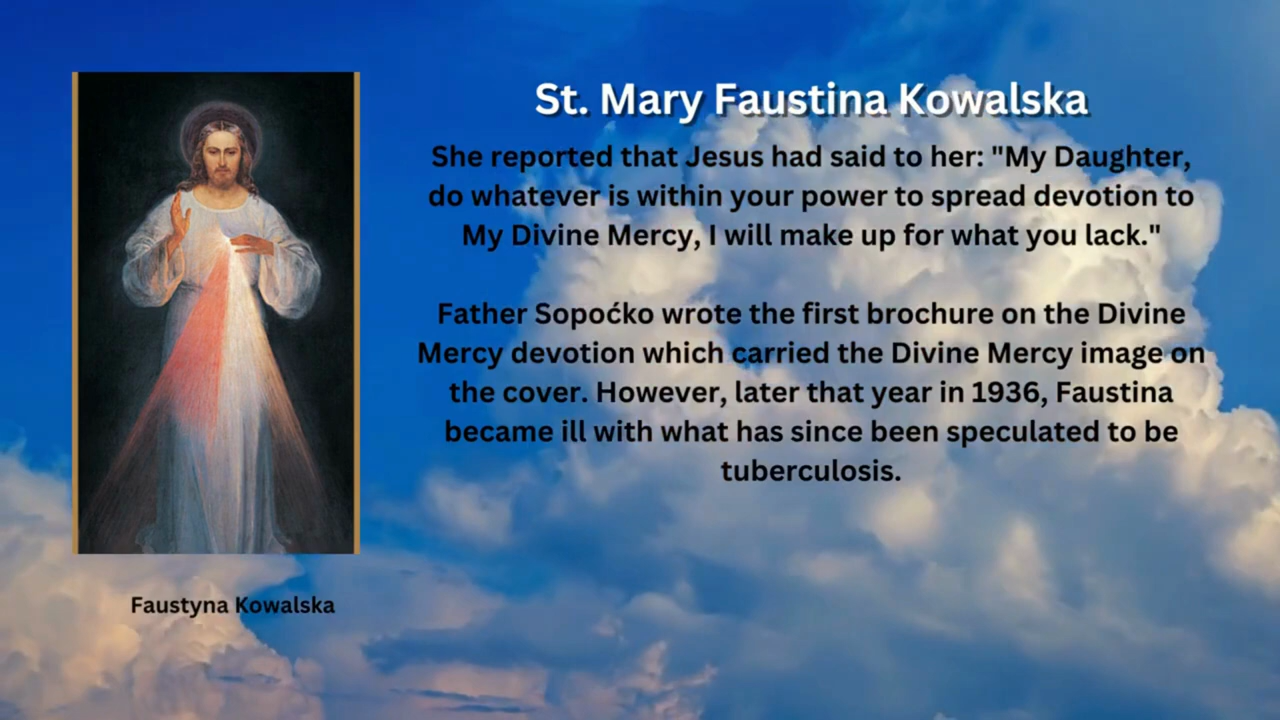 St. Mary Faustina Kowalska
She reported that Jesus had said to her: "My Daughter,
do whatever is within your power to spread devotion to
My Divine Mercy, I will make up for what you lack."
Father Sopoćko wrote the first brochure on the Divine
Mercy devotion which carried the Divine Mercy image on
the cover. However, later that year in 1936, Faustina
became ill with what has since been speculated to be
tuberculosis.
Faustyna Kowalska